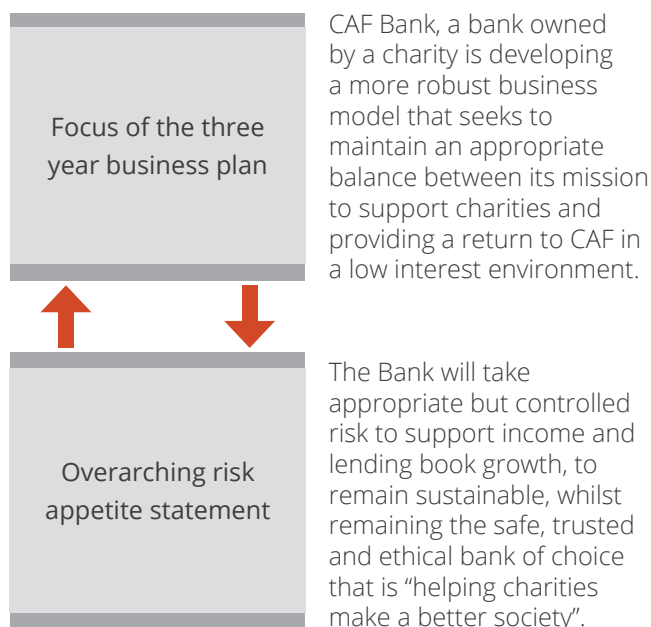 Focus of the three
year business plan
CAF Bank, a bank owned
by a charity is developing
a more robust business
model that seeks to
maintain an appropriate
balance between its mission
to support charities and
providing a return to CAF in
a low interest environment.
Overarching risk
appetite statement
The Bank will take
appropriate but controlled
risk to support income and
lending book growth, to
remain sustainable, whilst
remaining the safe, trusted
and ethical bank of choice
that is “helping charities
make a better society”.